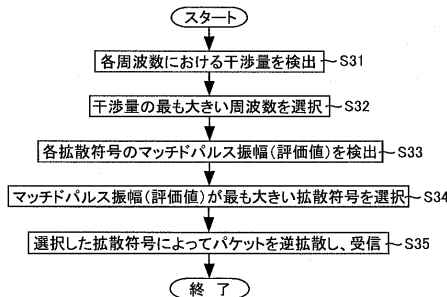 スタート
各周波数における干渉量を検出 S31
干渉量の最も大きい周波数を選択 S32
各拡散符号のマッチドパルス振幅(評価値)を検出 S33
マッチドパルス振幅(評価値)が最も大きい拡散符号を選択 S34
選択した拡散符号によってパケットを逆拡散し、受信 S35
終了